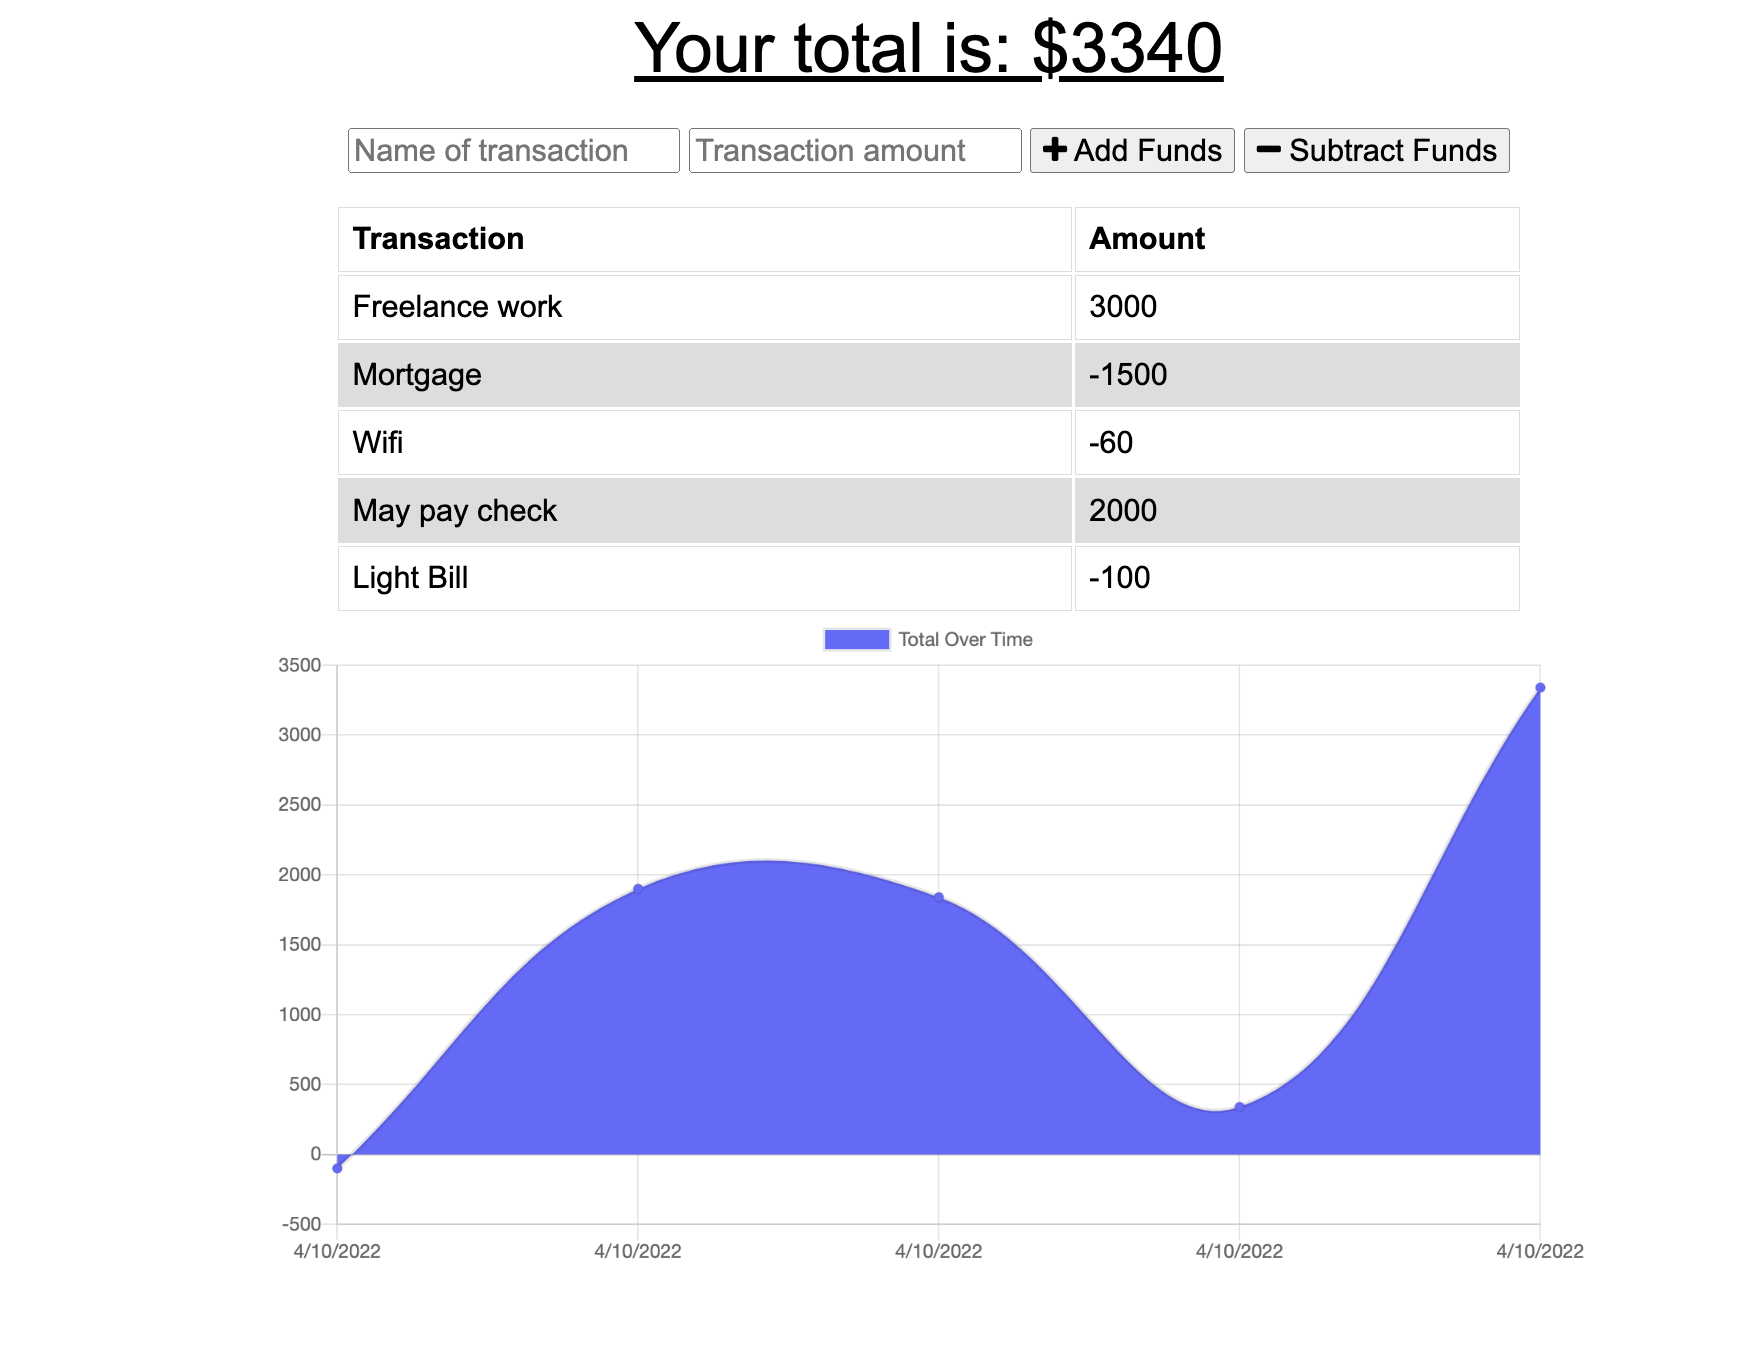 Your total is: $3340
Name of transaction Transaction amount Add Funds Subtract Funds
Transaction Amount
Freelance work 3000
Mortgage -1500
Wifi -60
May pay check 2000
Light Bill -100
Total Over Time
3500
3000
2500
2000
1500
1000
500
0
-500
4/10/2022 4/10/2022 4/10/2022 4/10/2022 4/10/2022